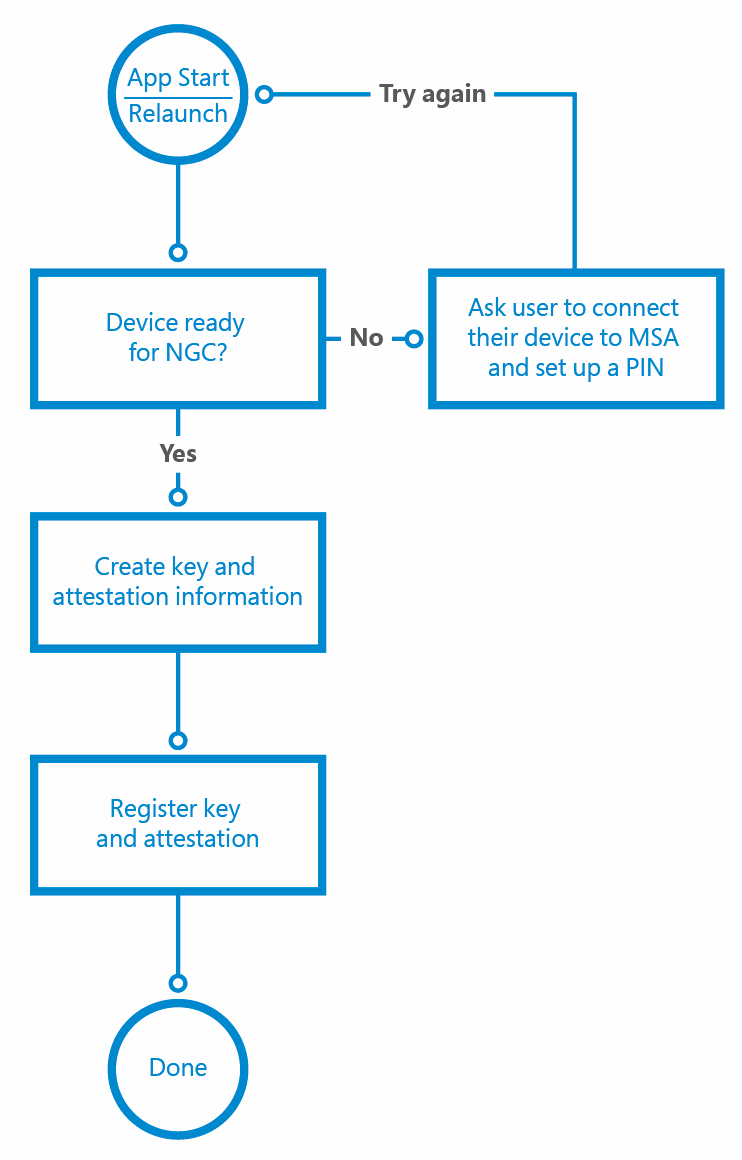 App Start
Relaunch
Try again
Device ready
for NGC?
No
Ask user to connect
their device to MSA
and set up a PIN
Yes
Create key and
attestation information
Register key
and attestation
Done